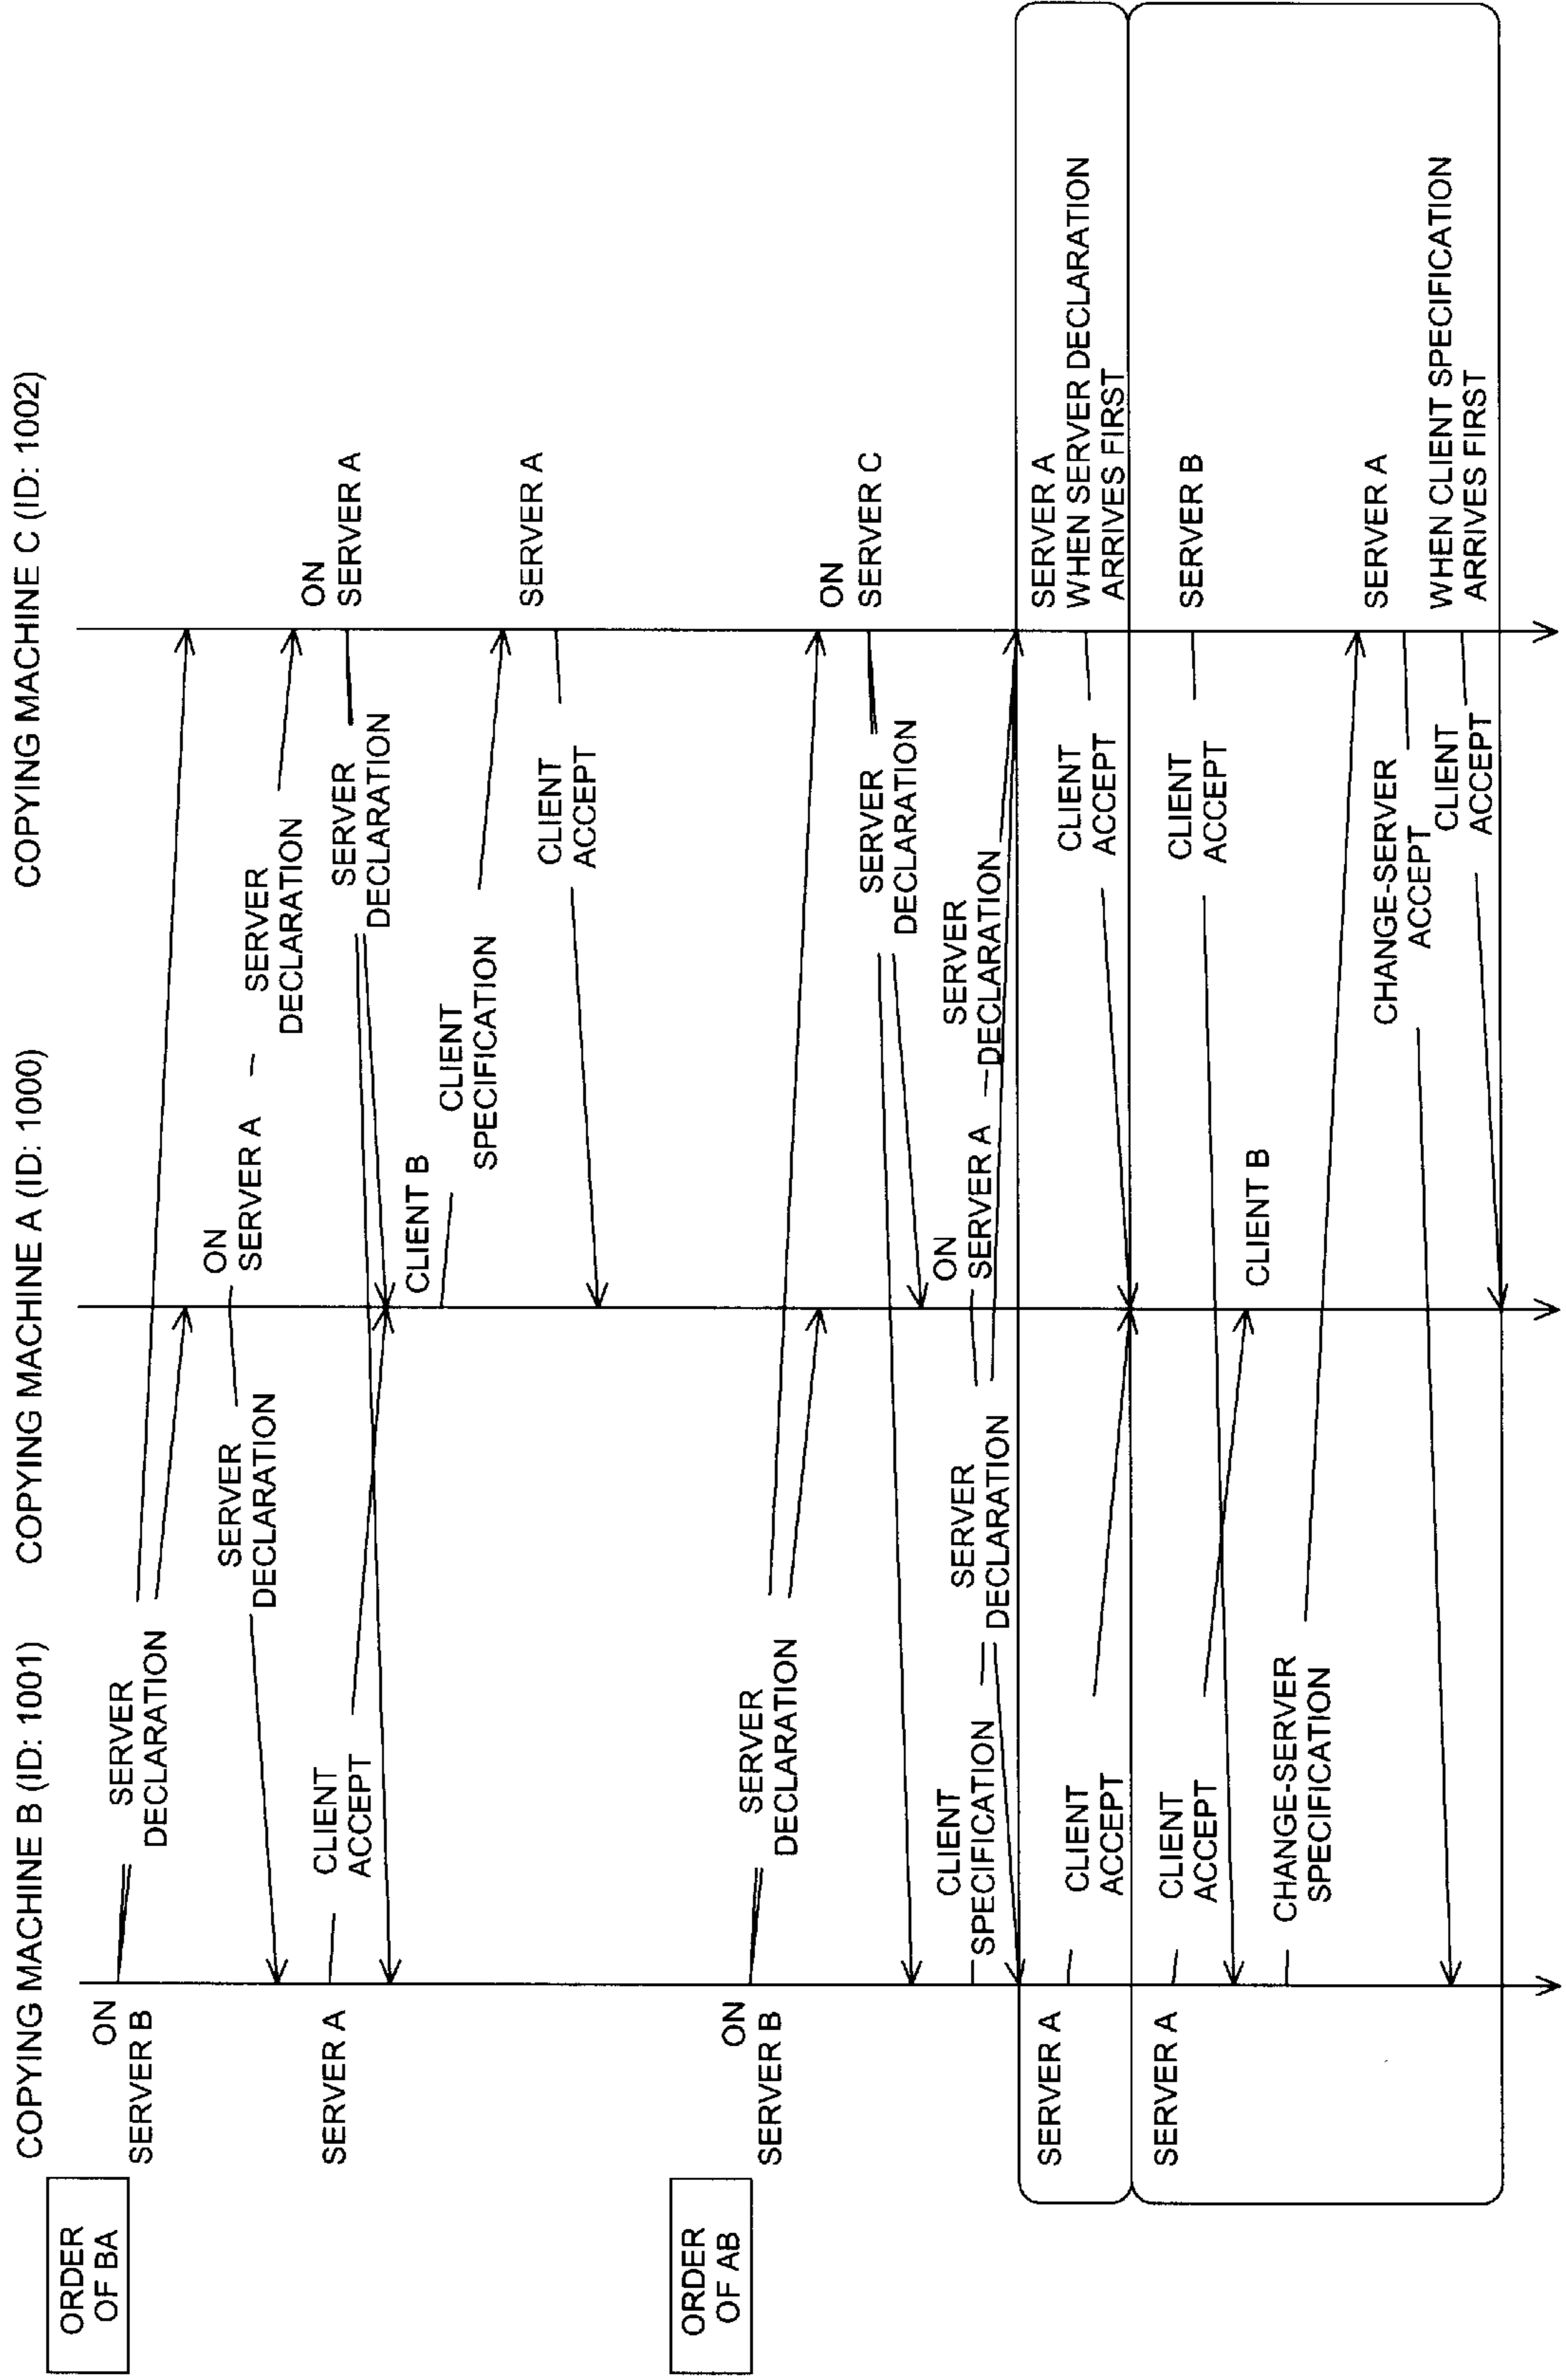 COPYING MACHINE B (ID: 1001)
COPYING MACHINE A (ID: 1000)
COPYING MACHINE C (ID: 1002)
ORDER
OF BA
ON
SERVER B
SERVER
DECLARATION
ON
SERVER A
SERVER
DECLARATION
SERVER
DECLARATION
ON
SERVER A
SERVER A
CLIENT
ACCEPT
SERVER
DECLARATION
CLIENT B
CLIENT
SPECIFICATION
SERVER A
CLIENT
ACCEPT
ORDER
OF AB
ON
SERVER B
SERVER
DECLARATION
ON
SERVER C
SERVER
DECLARATION
CLIENT
SPECIFICATION
ON
SERVER A
SERVER
DECLARATION
SERVER
DECLARATION
SERVER A
CLIENT
ACCEPT
CLIENT
ACCEPT
SERVER A
WHEN SERVER DECLARATION
ARRIVES FIRST
SERVER A
CLIENT
ACCEPT
CLIENT
ACCEPT
SERVER B
CLIENT B
CHANGE-SERVER
SPECIFICATION
SERVER A
CHANGE-SERVER
ACCEPT
CLIENT
ACCEPT
WHEN CLIENT SPECIFICATION
ARRIVES FIRST